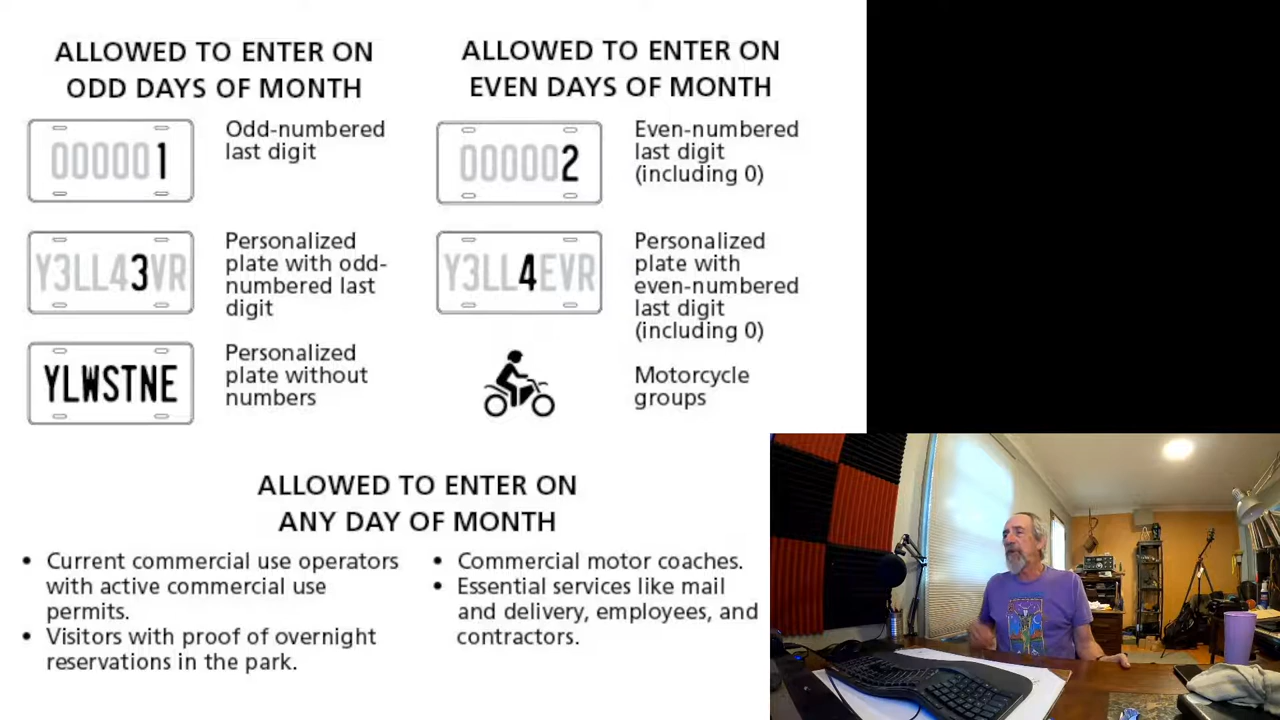 ALLOWED TO ENTER ON
ODD DAYS OF MONTH
000001
Odd-numbered
last digit
Y3LL43VR
Personalized
plate with odd-
numbered last
digit
YLWSTNE
Personalized
plate without
numbers
ALLOWED TO ENTER ON
EVEN DAYS OF MONTH
000002
Even-numbered
last digit
(including 0)
Y3LL4EVR
Personalized
plate with
even-numbered
last digit
(including 0)
Motorcycle
groups
ALLOWED TO ENTER ON
ANY DAY OF MONTH
• Current commercial use operators
with active commercial use
permits.
• Visitors with proof of overnight
reservations in the park.
• Commercial motor coaches.
• Essential services like mail
and delivery, employees, and
contractors.